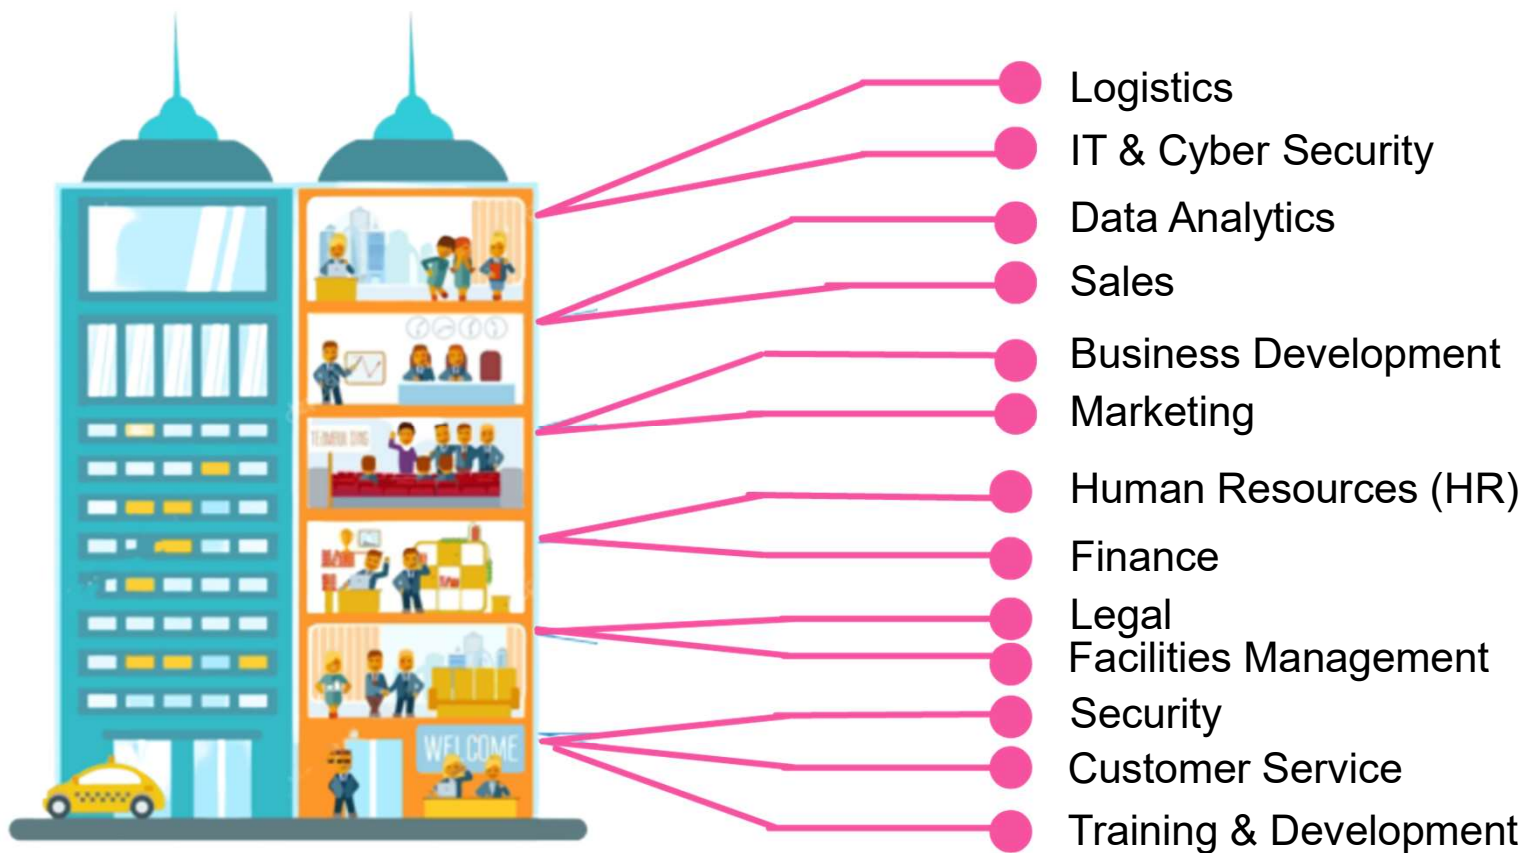 Logistics
IT & Cyber Security
Data Analytics
Sales
Business Development
Marketing
Human Resources (HR)
Finance
Legal
Facilities Management
Security
Customer Service
Training & Development
WELCOME